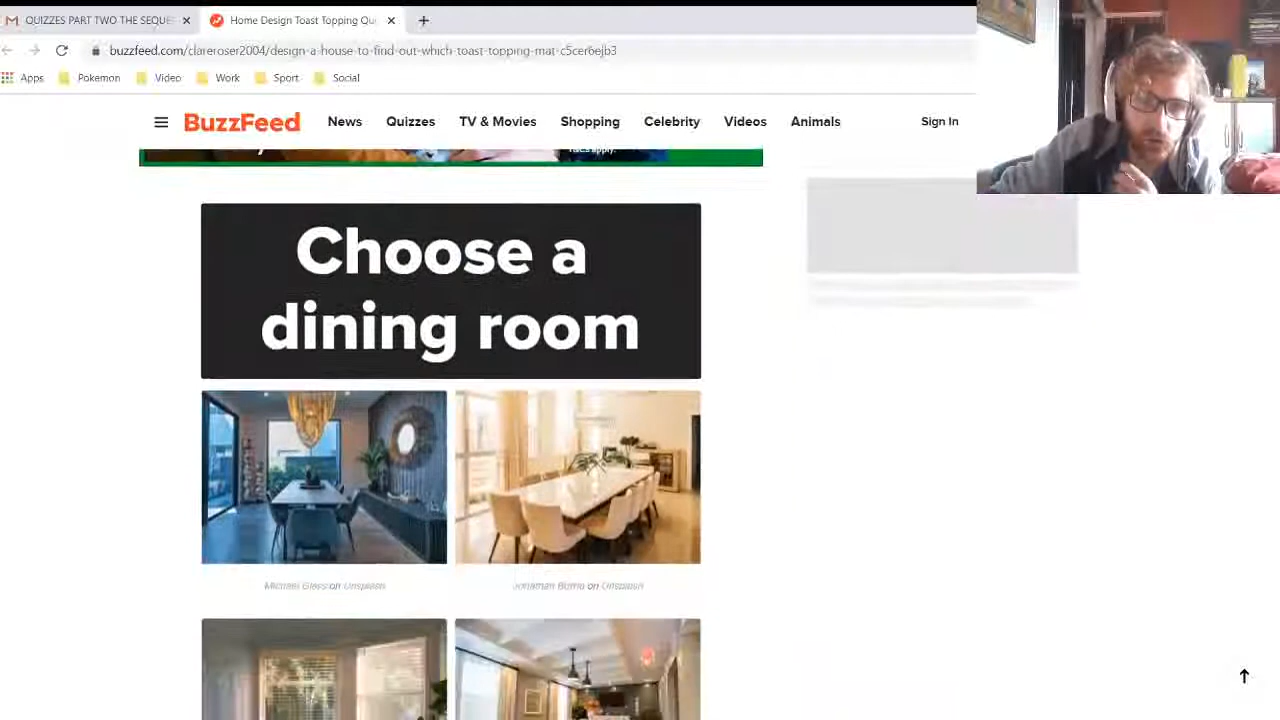 QUIZZES PART TWO THE SEQUE
Home Design Toast Topping Qu
buzzfeed.com/clareroser2004/design-a-house-to-find-out-which-toast-topping-mat-c5cer6ejb3
Apps Pokemon Video Work Sport Social
BuzzFeed News Quizzes TV & Movies Shopping Celebrity Videos Animals Sign In
apply.
Choose a
dining room
on Unsplash
Jonathan on Unsplash